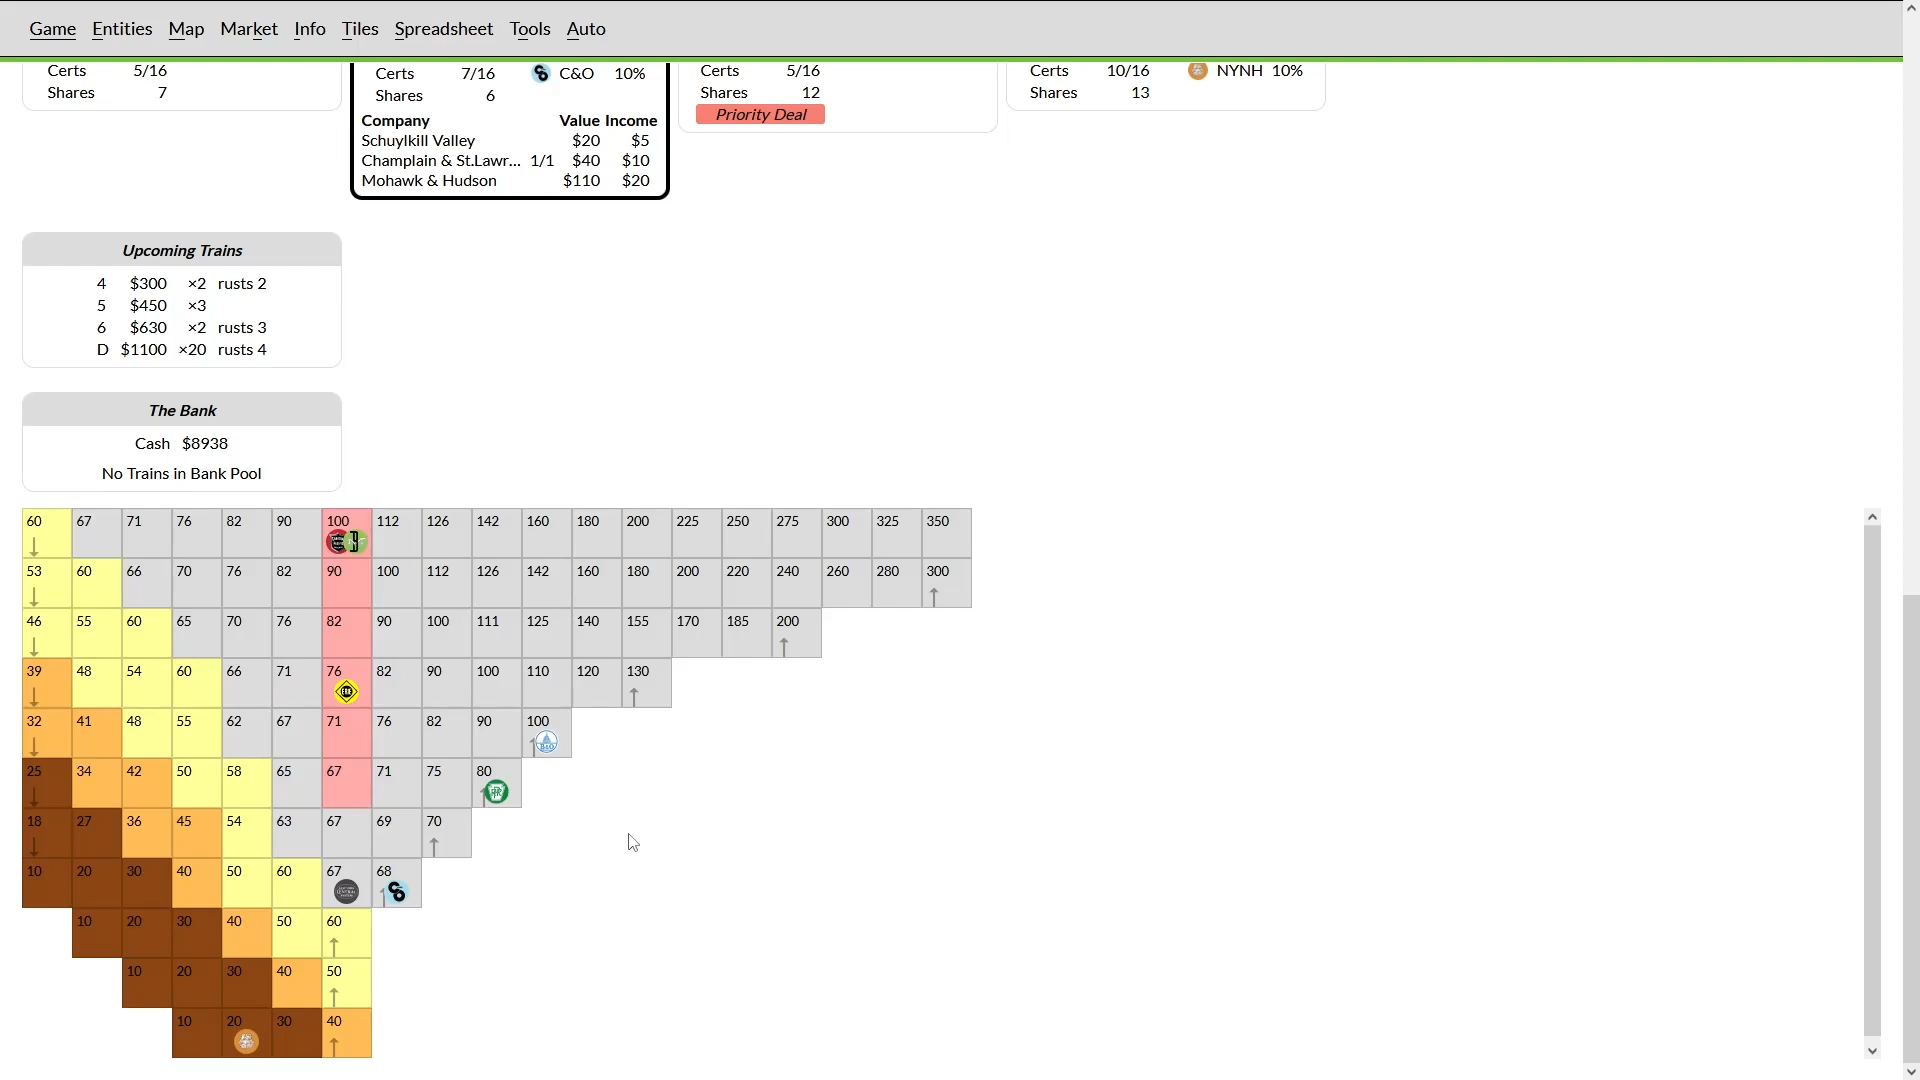 Game Entities Map Market Info Tiles Spreadsheet Tools Auto
Certs 5/16
Shares 7
Certs 7/16 C&O 10%
Shares 6
Company Value Income
Schuylkill Valley $20 $5
Champlain & St.Lawr... 1/1 $40 $10
Mohawk & Hudson $110 $20
Certs 5/16
Shares 12
Priority Deal
Certs 10/16 NYNH 10%
Shares 13
Upcoming Trains
4 $300 ×2 rusts 2
5 $450 ×3
6 $630 ×2 rusts 3
D $1100 ×20 rusts 4
The Bank
Cash $8938
No Trains in Bank Pool
60 67 71 76 82 90 100 112 126 142 160 180 200 225 250 275 300 325 350
53 60 66 70 76 82 90 100 112 126 142 160 180 200 220 240 260 280 300
46 55 60 65 70 76 82 90 100 111 125 140 155 170 185 200
39 48 54 60 66 71 76 82 90 100 110 120 130
ERIE
32 41 48 55 62 67 71 76 82 90 100
B&O
25 34 42 50 58 65 67 71 75 80
18 27 36 45 54 63 67 69 70
10 20 30 40 50 60 67 68
10 20 30 40 50 60
10 20 30 40 50
10 20 30 40